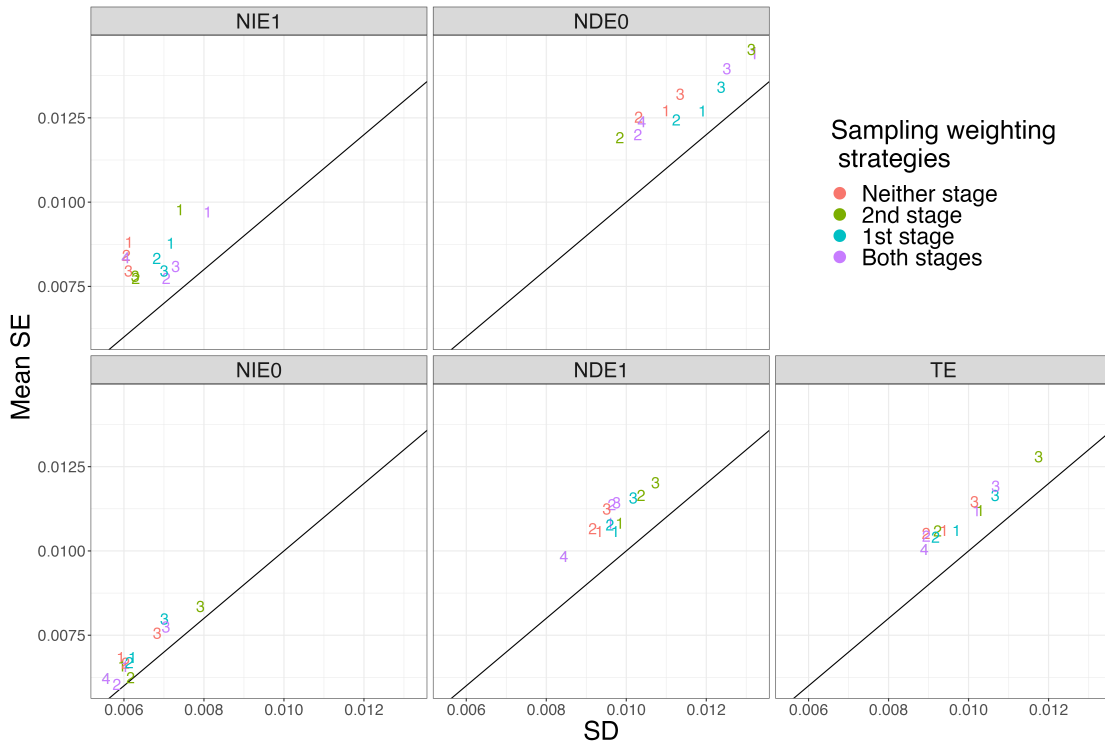 NIE1
NDE0
0.0125
0.0100
0.0075
Sampling weighting
strategies
Neither stage
2nd stage
1st stage
Both stages
Mean SE
NIE0
NDE1
TE
0.0125
0.0100
0.0075
0.006 0.008 0.010 0.012
0.006 0.008 0.010 0.012
0.006 0.008 0.010 0.012
SD